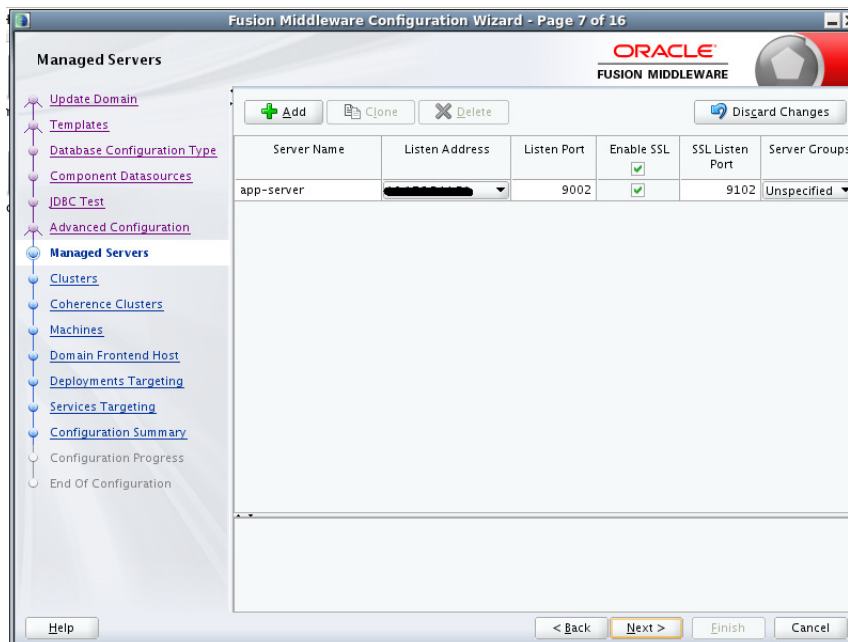 Fusion Middleware Configuration Wizard - Page 7 of 16
Managed Servers
ORACLE
FUSION MIDDLEWARE
Update Domain
Templates
Database Configuration Type
Component Datasources
JDBC Test
Advanced Configuration
Managed Servers
Clusters
Coherence Clusters
Machines
Domain Frontend Host
Deployments Targeting
Services Targeting
Configuration Summary
Configuration Progress
End Of Configuration
Add Clone Delete Discard Changes
Server Name Listen Address Listen Port Enable SSL SSL Listen Port Server Groups
app-server 9002 9102 Unspecified
Help < Back Next > Finish Cancel